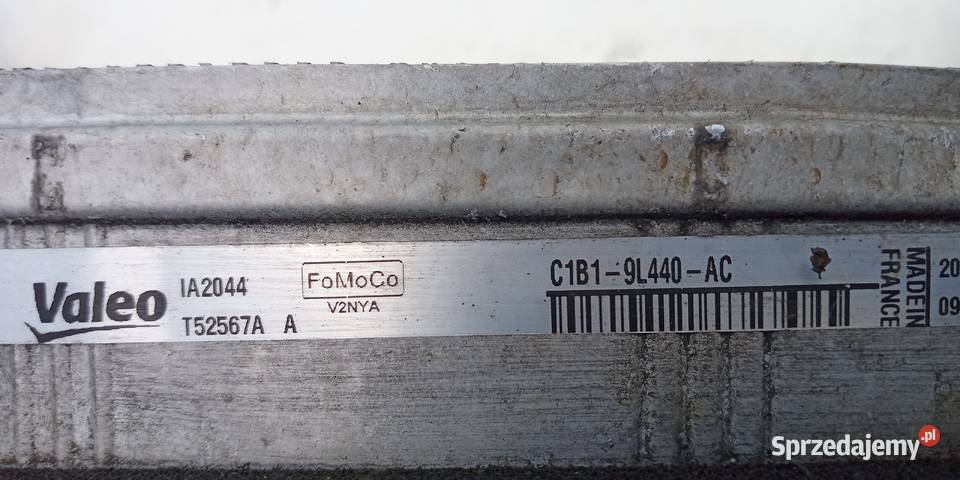 Valeo
IA2044
T52567A A
FoMoCo
V2NYA
C1B1-9L440-AC
MADE IN
FRANCE
20
09
Sprzedajemy.pl